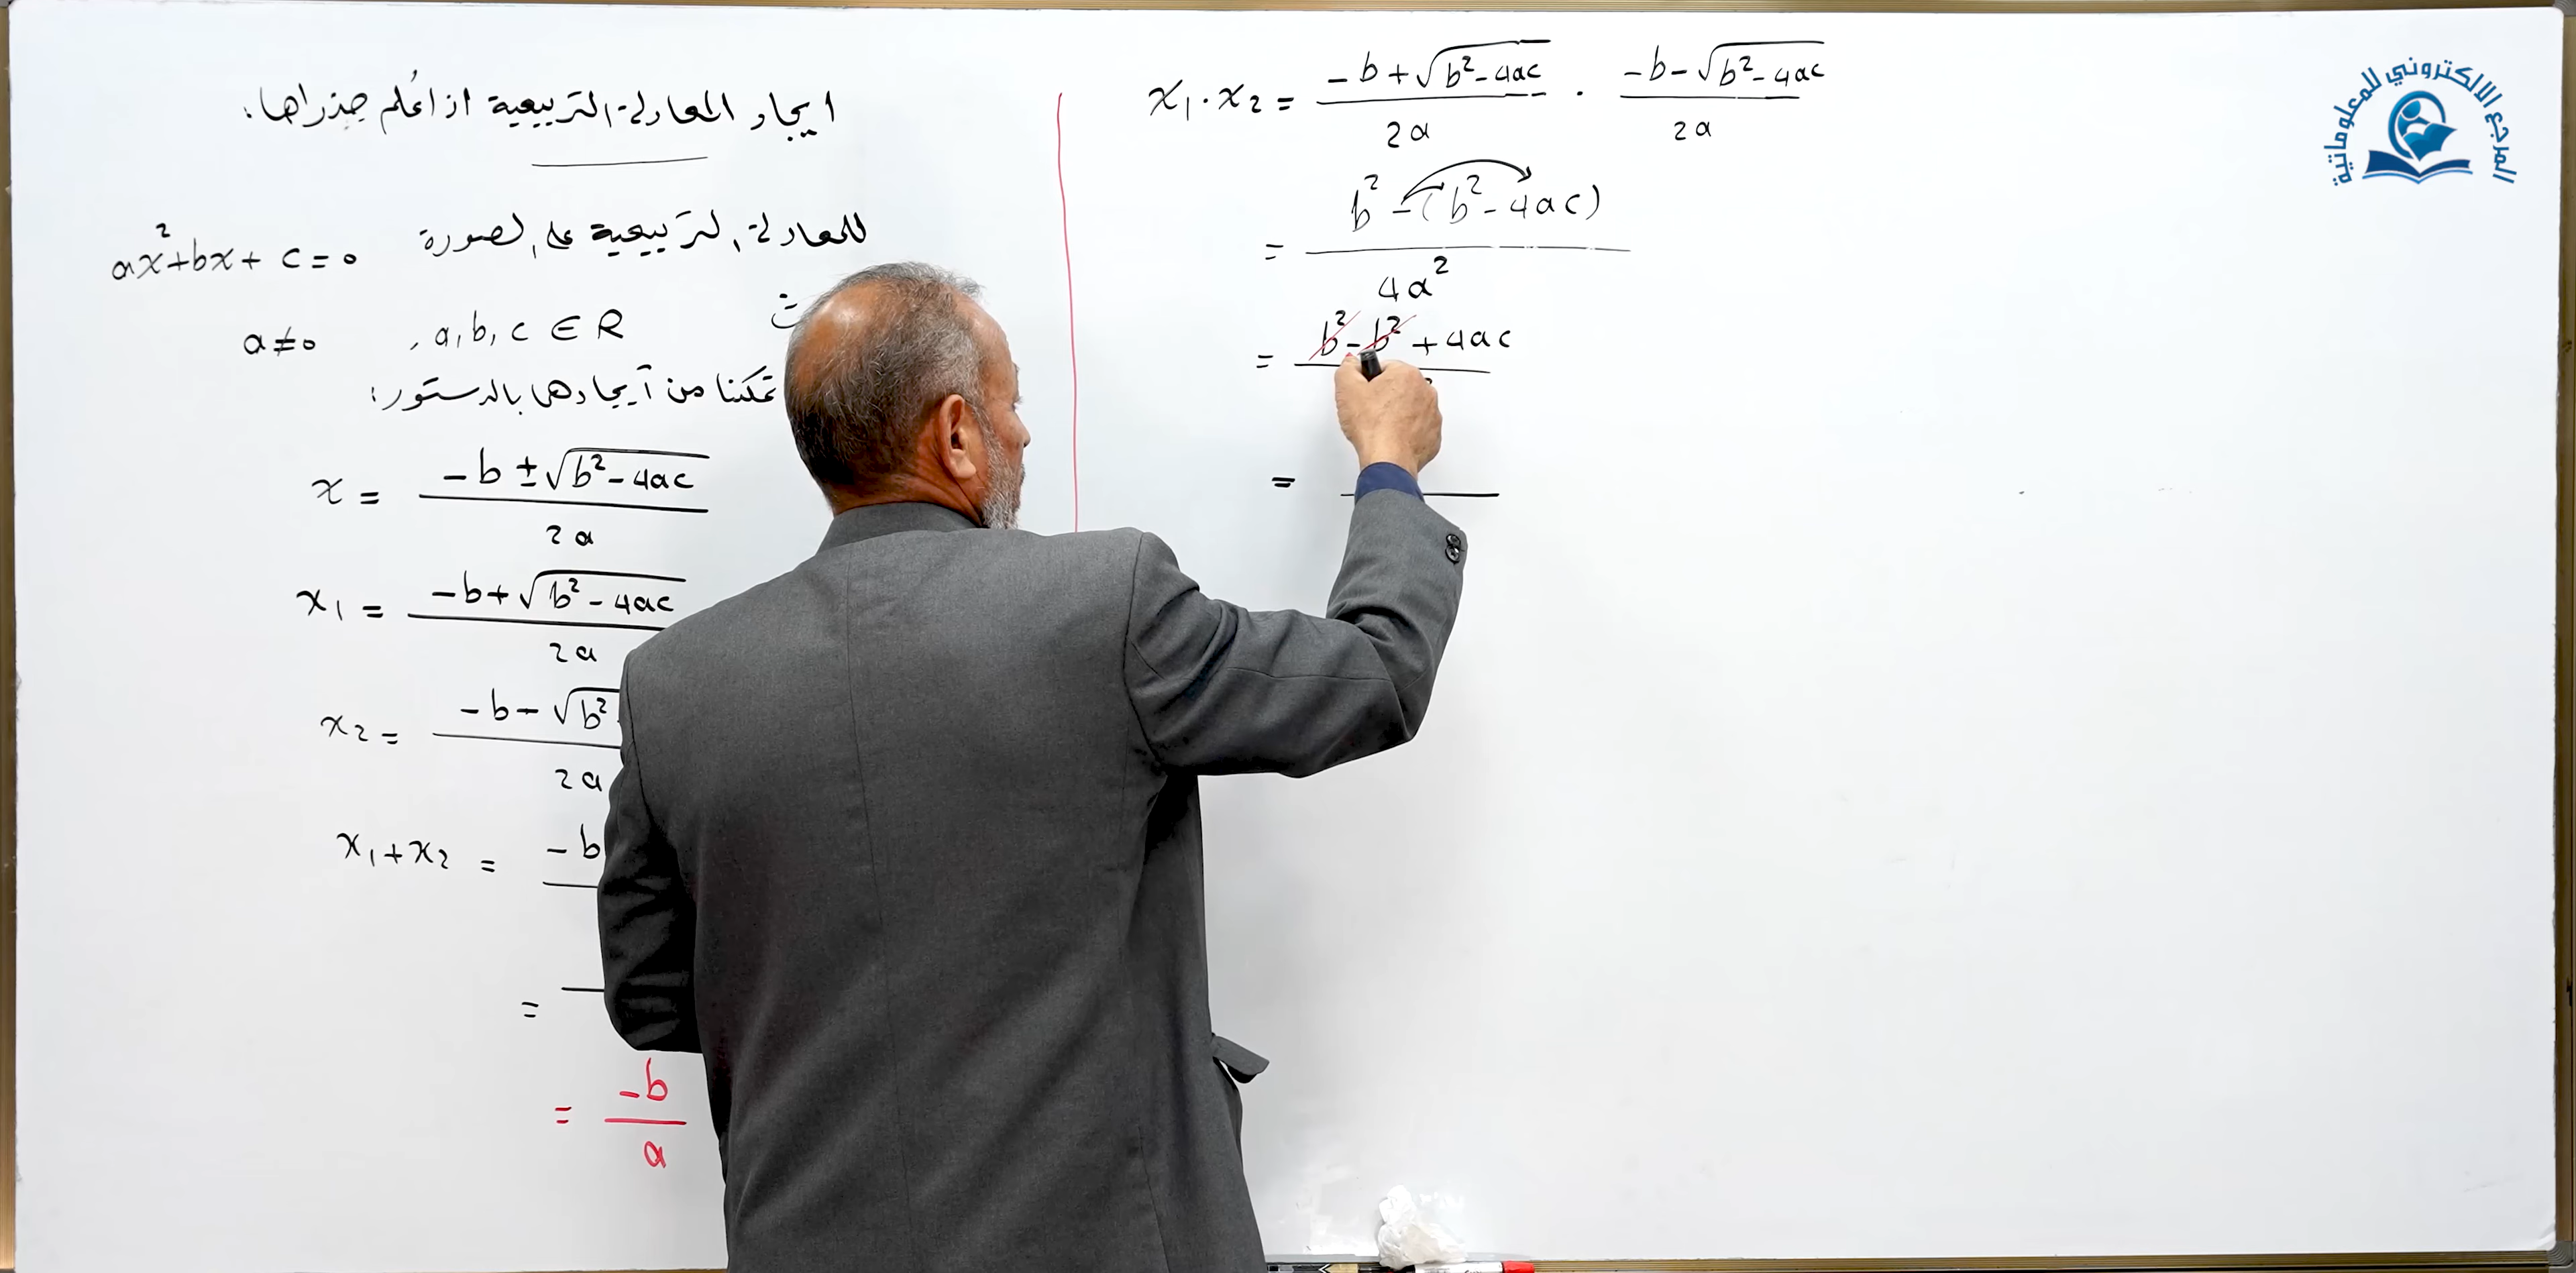 ايجاد المعادلة التربيعية اذا عُلم جذراها:
للمعادلة التربيعية على الصورة ax²+bx+c=0
a≠0 , a,b,c ∈ R
تمكنا من آيجادها بالدستور:
x = (-b ± √(b²-4ac)) / 2a
x₁ = (-b+√(b²-4ac)) / 2a
x₂ = (-b-√b²) / 2a
x₁+x₂ = -b
=
= -b / a
x₁·x₂ = (-b+√(b²-4ac)) / 2a · (-b-√(b²-4ac)) / 2a
= (b²-(b²-4ac)) / 4a²
= b²-b²+4ac
=
المرجع الالكتروني للمعلوماتية